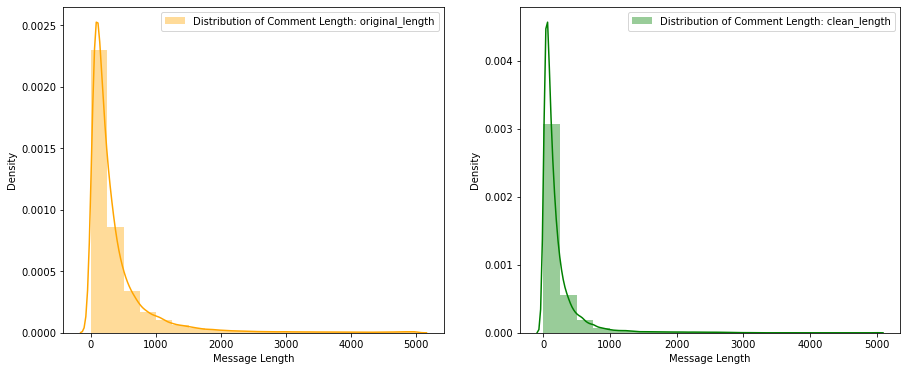 Distribution of Comment Length: original_length
0.0025
0.0020
0.0015
0.0010
0.0005
0.0000
Density
0 1000 2000 3000 4000 5000
Message Length
Distribution of Comment Length: clean_length
0.004
0.003
0.002
0.001
0.000
Density
0 1000 2000 3000 4000 5000
Message Length